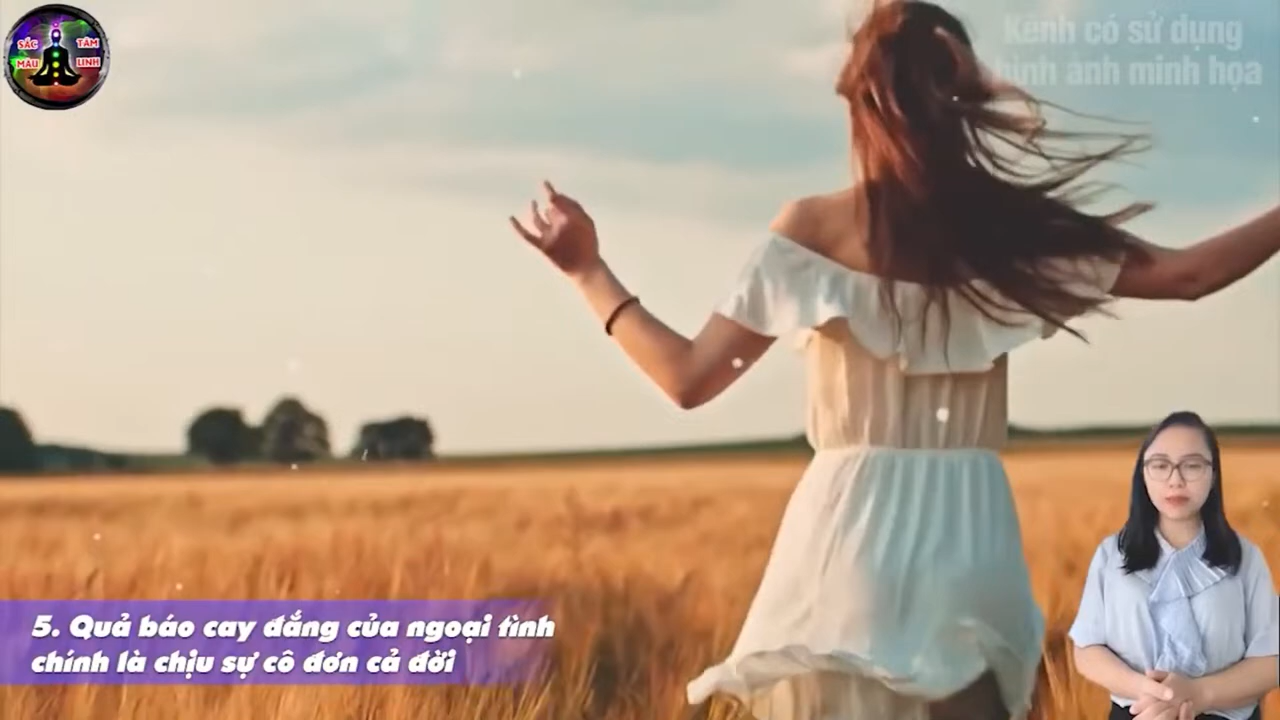 SẮC TÂM
MÀU LINH
Kênh có sử dụng
hình ảnh minh họa
5. Quả báo cay đắng của ngoại tình
chính là chịu sự cô đơn cả đời